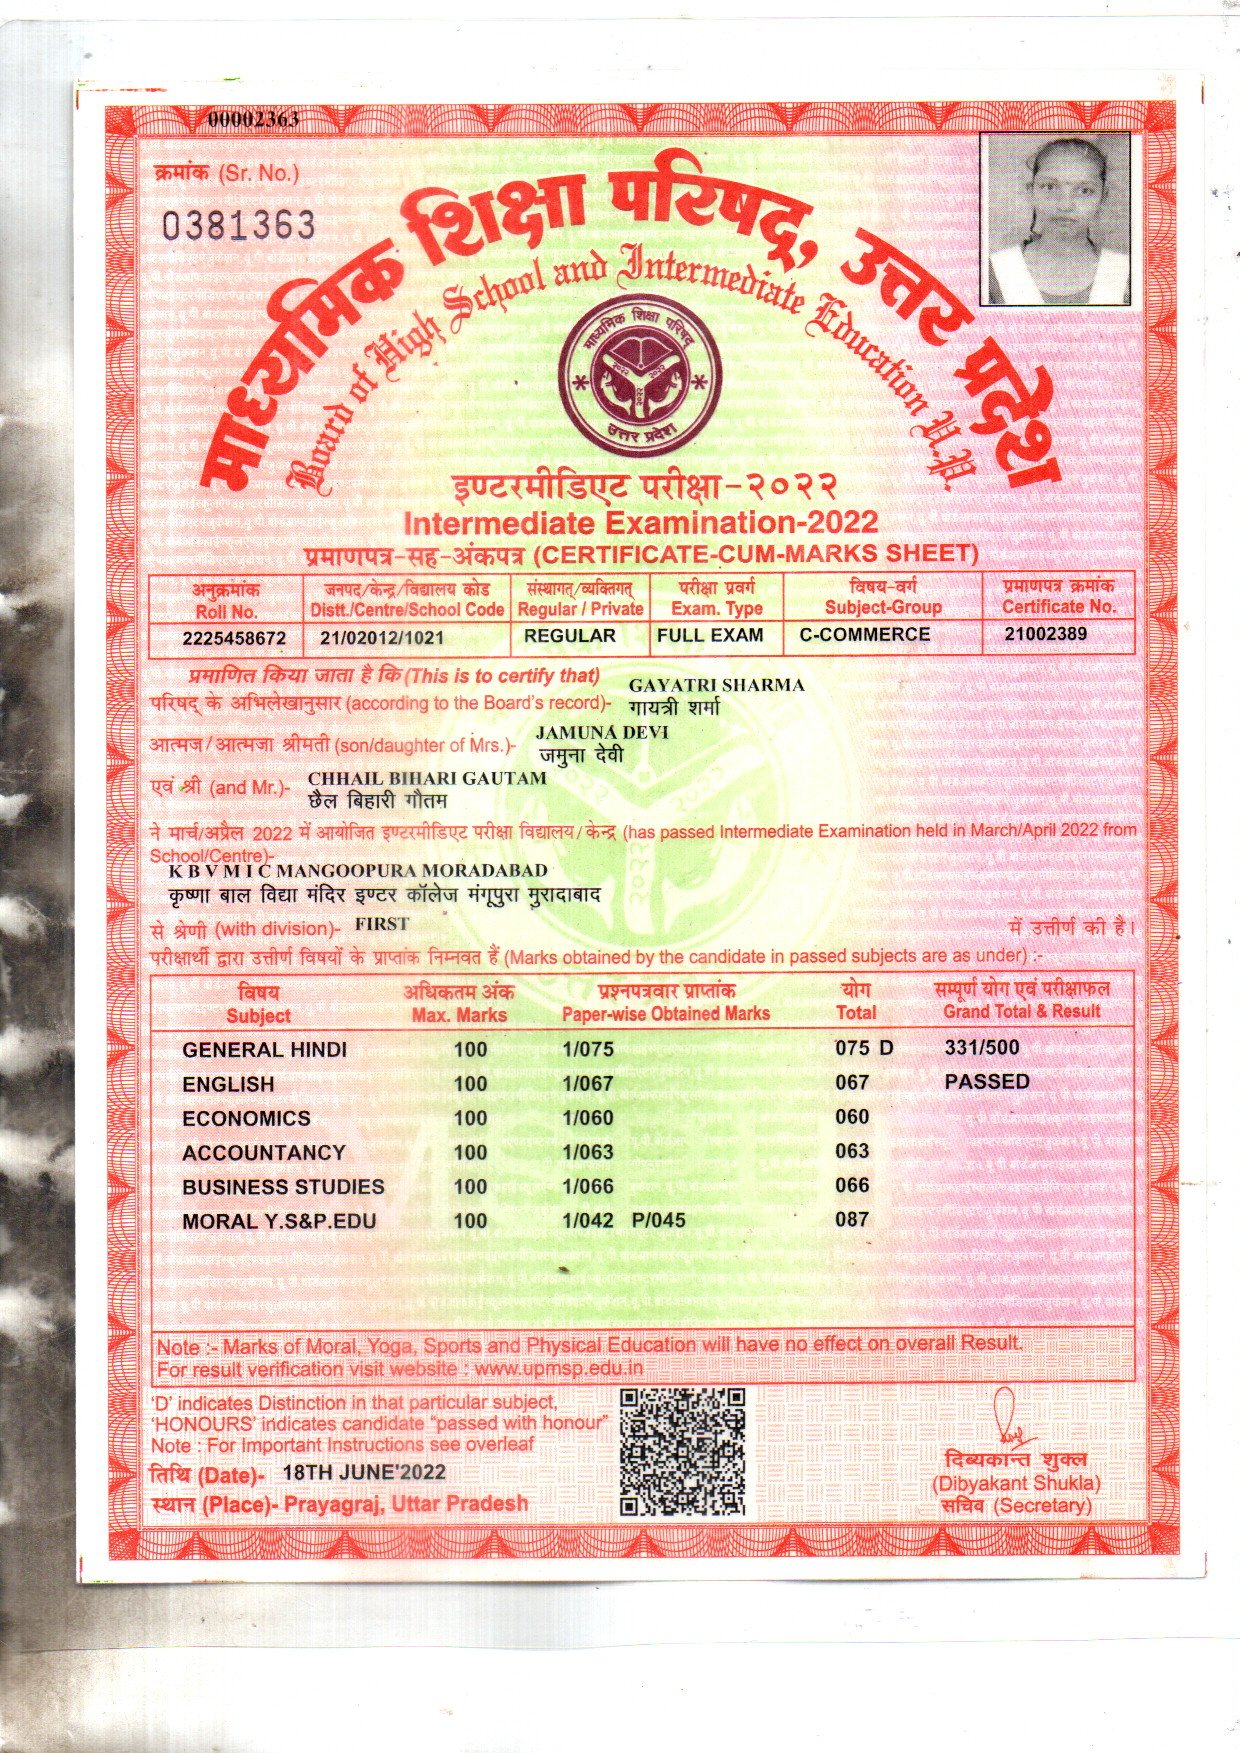 00002363
क्रमांक (Sr. No.)
0381363
माध्यमिक शिक्षा परिषद्, उत्तर प्रदेश
Board of High School and Intermediate Education U.P.
माध्यमिक शिक्षा परिषद्
२०२२ २०२२
२०२२
उत्तर प्रदेश
इण्टरमीडिएट परीक्षा-२०२२
Intermediate Examination-2022
प्रमाणपत्र-सह-अंकपत्र (CERTIFICATE-CUM-MARKS SHEET)
अनुक्रमांक जनपद/केन्द्र/विद्यालय कोड संस्थागत्/व्यक्तिगत् परीक्षा प्रवर्ग विषय-वर्ग प्रमाणपत्र क्रमांक
Roll No. Distt./Centre/School Code Regular / Private Exam. Type Subject-Group Certificate No.
2225458672 21/02012/1021 REGULAR FULL EXAM C-COMMERCE 21002389
प्रमाणित किया जाता है कि (This is to certify that)
GAYATRI SHARMA
परिषद् के अभिलेखानुसार (according to the Board's record)- गायत्री शर्मा
JAMUNA DEVI
आत्मज/आत्मजा श्रीमती (son/daughter of Mrs.)- जमुना देवी
CHHAIL BIHARI GAUTAM
एवं श्री (and Mr.)- छैल बिहारी गौतम
ने मार्च/अप्रैल 2022 में आयोजित इण्टरमीडिएट परीक्षा विद्यालय/केन्द्र (has passed Intermediate Examination held in March/April 2022 from
School/Centre)-
K B V M I C MANGOOPURA MORADABAD
कृष्णा बाल विद्या मंदिर इण्टर कॉलेज मंगूपुरा मुरादाबाद
से श्रेणी (with division)- FIRST में उत्तीर्ण की है।
परीक्षार्थी द्वारा उत्तीर्ण विषयों के प्राप्तांक निम्नवत हैं (Marks obtained by the candidate in passed subjects are as under) :-
विषय अधिकतम अंक प्रश्नपत्रवार प्राप्तांक योग सम्पूर्ण योग एवं परीक्षाफल
Subject Max. Marks Paper-wise Obtained Marks Total Grand Total & Result
GENERAL HINDI 100 1/075 075 D 331/500
ENGLISH 100 1/067 067 PASSED
ECONOMICS 100 1/060 060
ACCOUNTANCY 100 1/063 063
BUSINESS STUDIES 100 1/066 066
MORAL Y.S&P.EDU 100 1/042 P/045 087
Note :- Marks of Moral, Yoga, Sports and Physical Education will have no effect on overall Result.
For result verification visit website : www.upmsp.edu.in
'D' indicates Distinction in that particular subject,
'HONOURS' indicates candidate "passed with honour"
Note : For Important Instructions see overleaf
तिथि (Date)- 18TH JUNE'2022
स्थान (Place)- Prayagraj, Uttar Pradesh
दिब्यकान्त शुक्ल
(Dibyakant Shukla)
सचिव (Secretary)